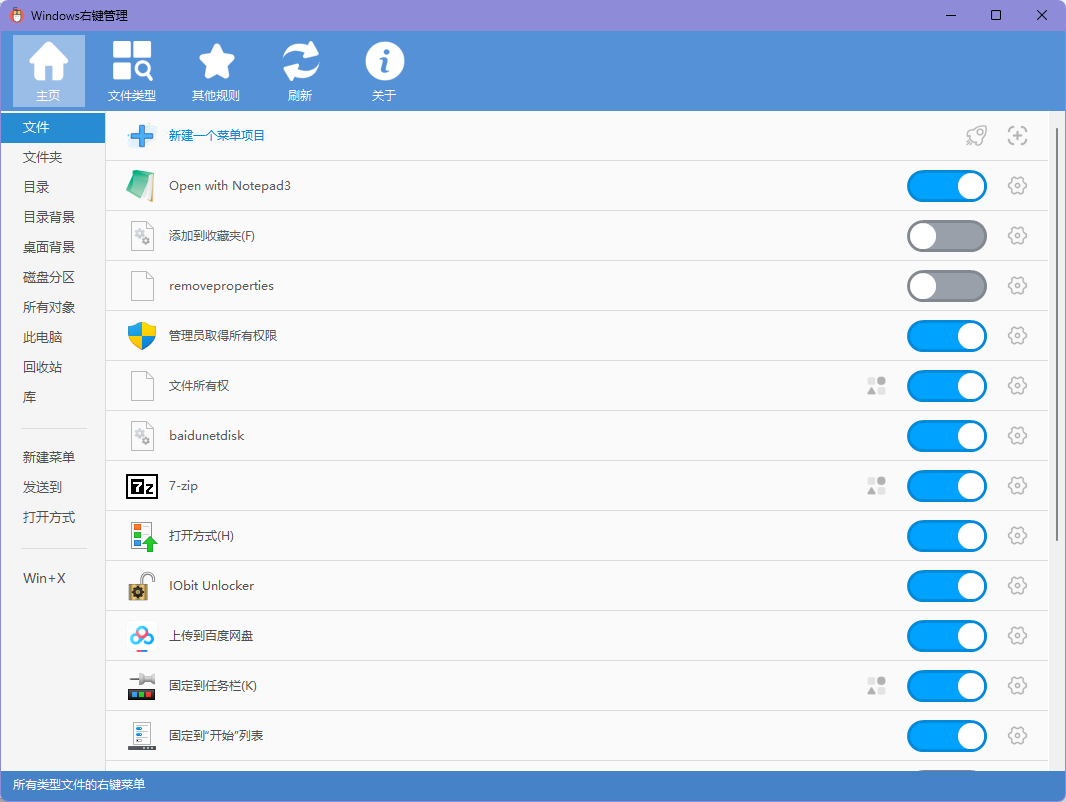 Windows右键管理
主页
文件类型
其他规则
刷新
关于
文件
文件夹
目录
目录背景
桌面背景
磁盘分区
所有对象
此电脑
回收站
库
新建菜单
发送到
打开方式
Win+X
新建一个菜单项目
Open with Notepad3
添加到收藏夹(F)
removeproperties
管理员取得所有权限
文件所有权
baidunetdisk
7z
7-zip
打开方式(H)
IObit Unlocker
上传到百度网盘
固定到任务栏(K)
固定到“开始”列表
所有类型文件的右键菜单